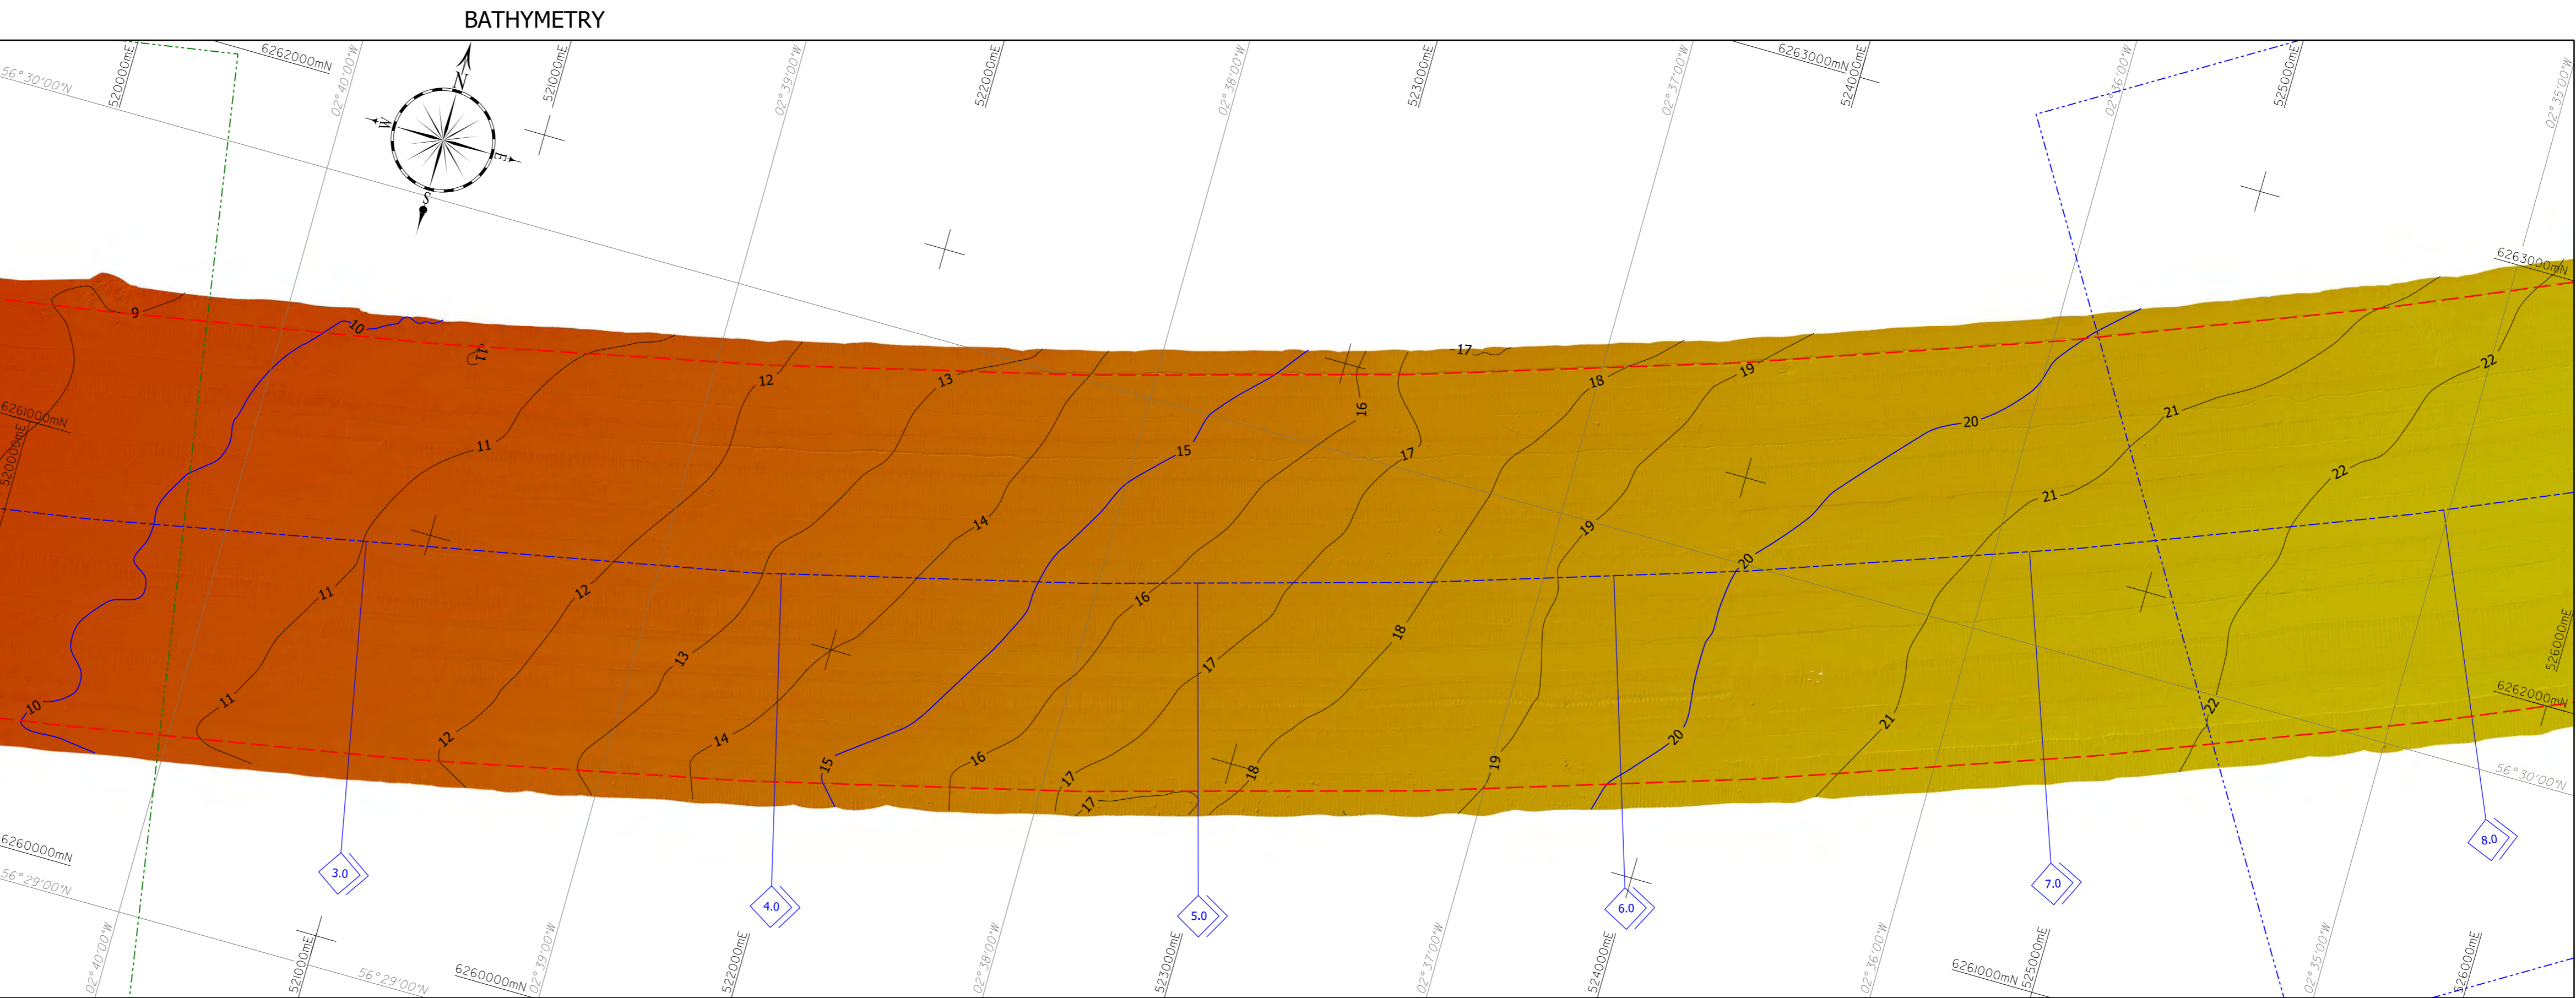 BATHYMETRY
56°30'00"N
520000mE
6262000mN
02°40'00"W
521000mE
02°39'00"W
522000mE
02°38'00"W
523000mE
02°37'00"W
6263000mN
524000mE
02°36'00"W
525000mE
02°35'00"W
N
W
E
S
6263000mN
9
10
11
12
13
17
18
19
20
21
22
6261000mN
520000mE
11
14
15
16
17
19
20
21
22
11
12
13
16
17
18
20
526000mE
10
11
12
14
15
16
17
17
18
19
20
21
22
6262000mN
56°30'00"N
6260000mN
56°29'00"N
3.0
4.0
5.0
6.0
7.0
8.0
02°40'00"W
521000mE
56°29'00"N
6260000mN
02°39'00"W
522000mE
02°38'00"W
523000mE
02°37'00"W
524000mE
02°36'00"W
6261000mN
525000mE
02°35'00"W
526000mE